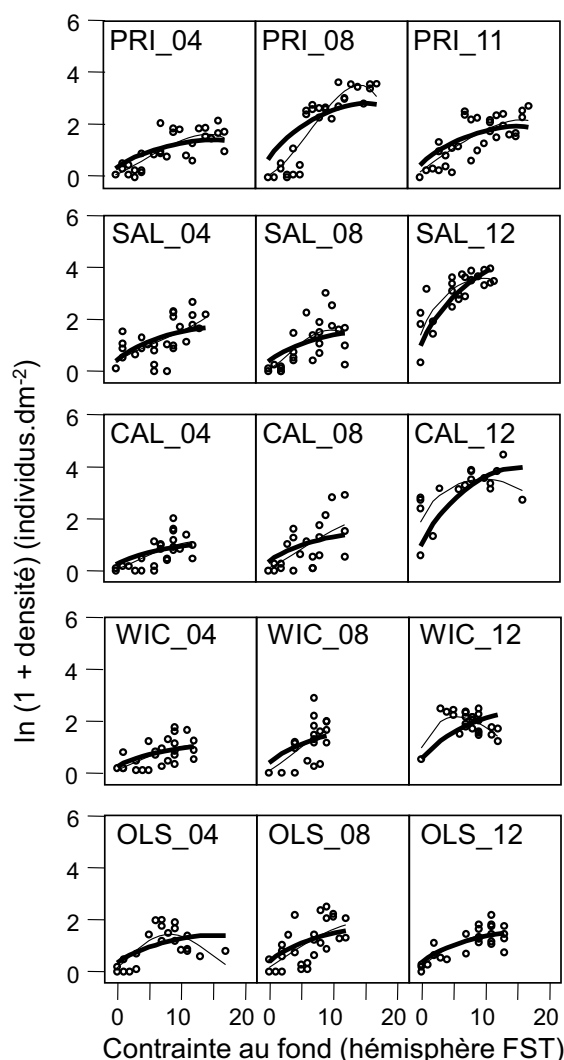 ln (1 + densité) (individus.dm-2)
6
4
2
0
PRI_04 PRI_08 PRI_11
6
4
2
0
SAL_04 SAL_08 SAL_12
6
4
2
0
CAL_04 CAL_08 CAL_12
6
4
2
0
WIC_04 WIC_08 WIC_12
6
4
2
0
OLS_04 OLS_08 OLS_12
0 10 20 0 10 20 0 10 20
Contrainte au fond (hémisphère FST)